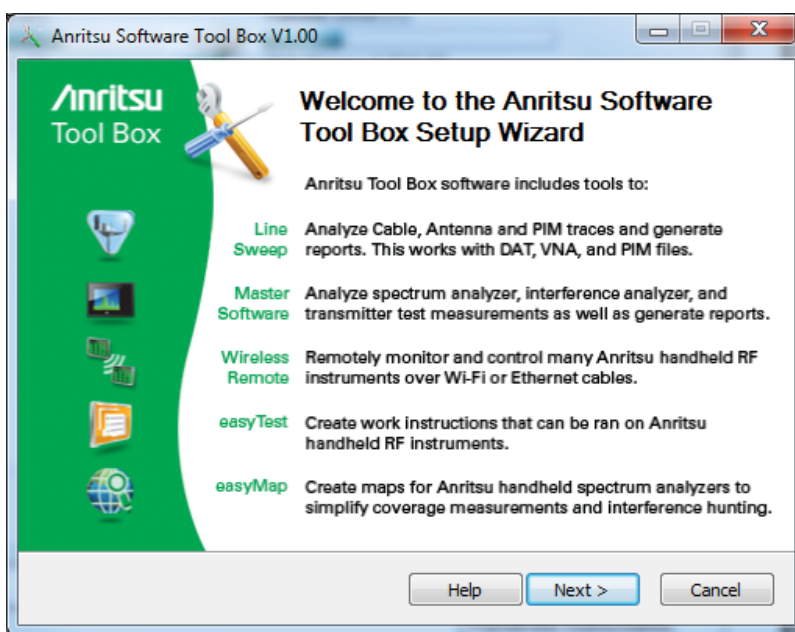 Anritsu Software Tool Box V1.00
Anritsu
Tool Box
Welcome to the Anritsu Software
Tool Box Setup Wizard
Anritsu Tool Box software includes tools to:
Line
Sweep
Analyze Cable, Antenna and PIM traces and generate
reports. This works with DAT, VNA, and PIM files.
Master
Software
Analyze spectrum analyzer, interference analyzer, and
transmitter test measurements as well as generate reports.
Wireless
Remote
Remotely monitor and control many Anritsu handheld RF
instruments over Wi-Fi or Ethernet cables.
easyTest
Create work instructions that can be ran on Anritsu
handheld RF instruments.
easyMap
Create maps for Anritsu handheld spectrum analyzers to
simplify coverage measurements and interference hunting.
Help
Next >
Cancel